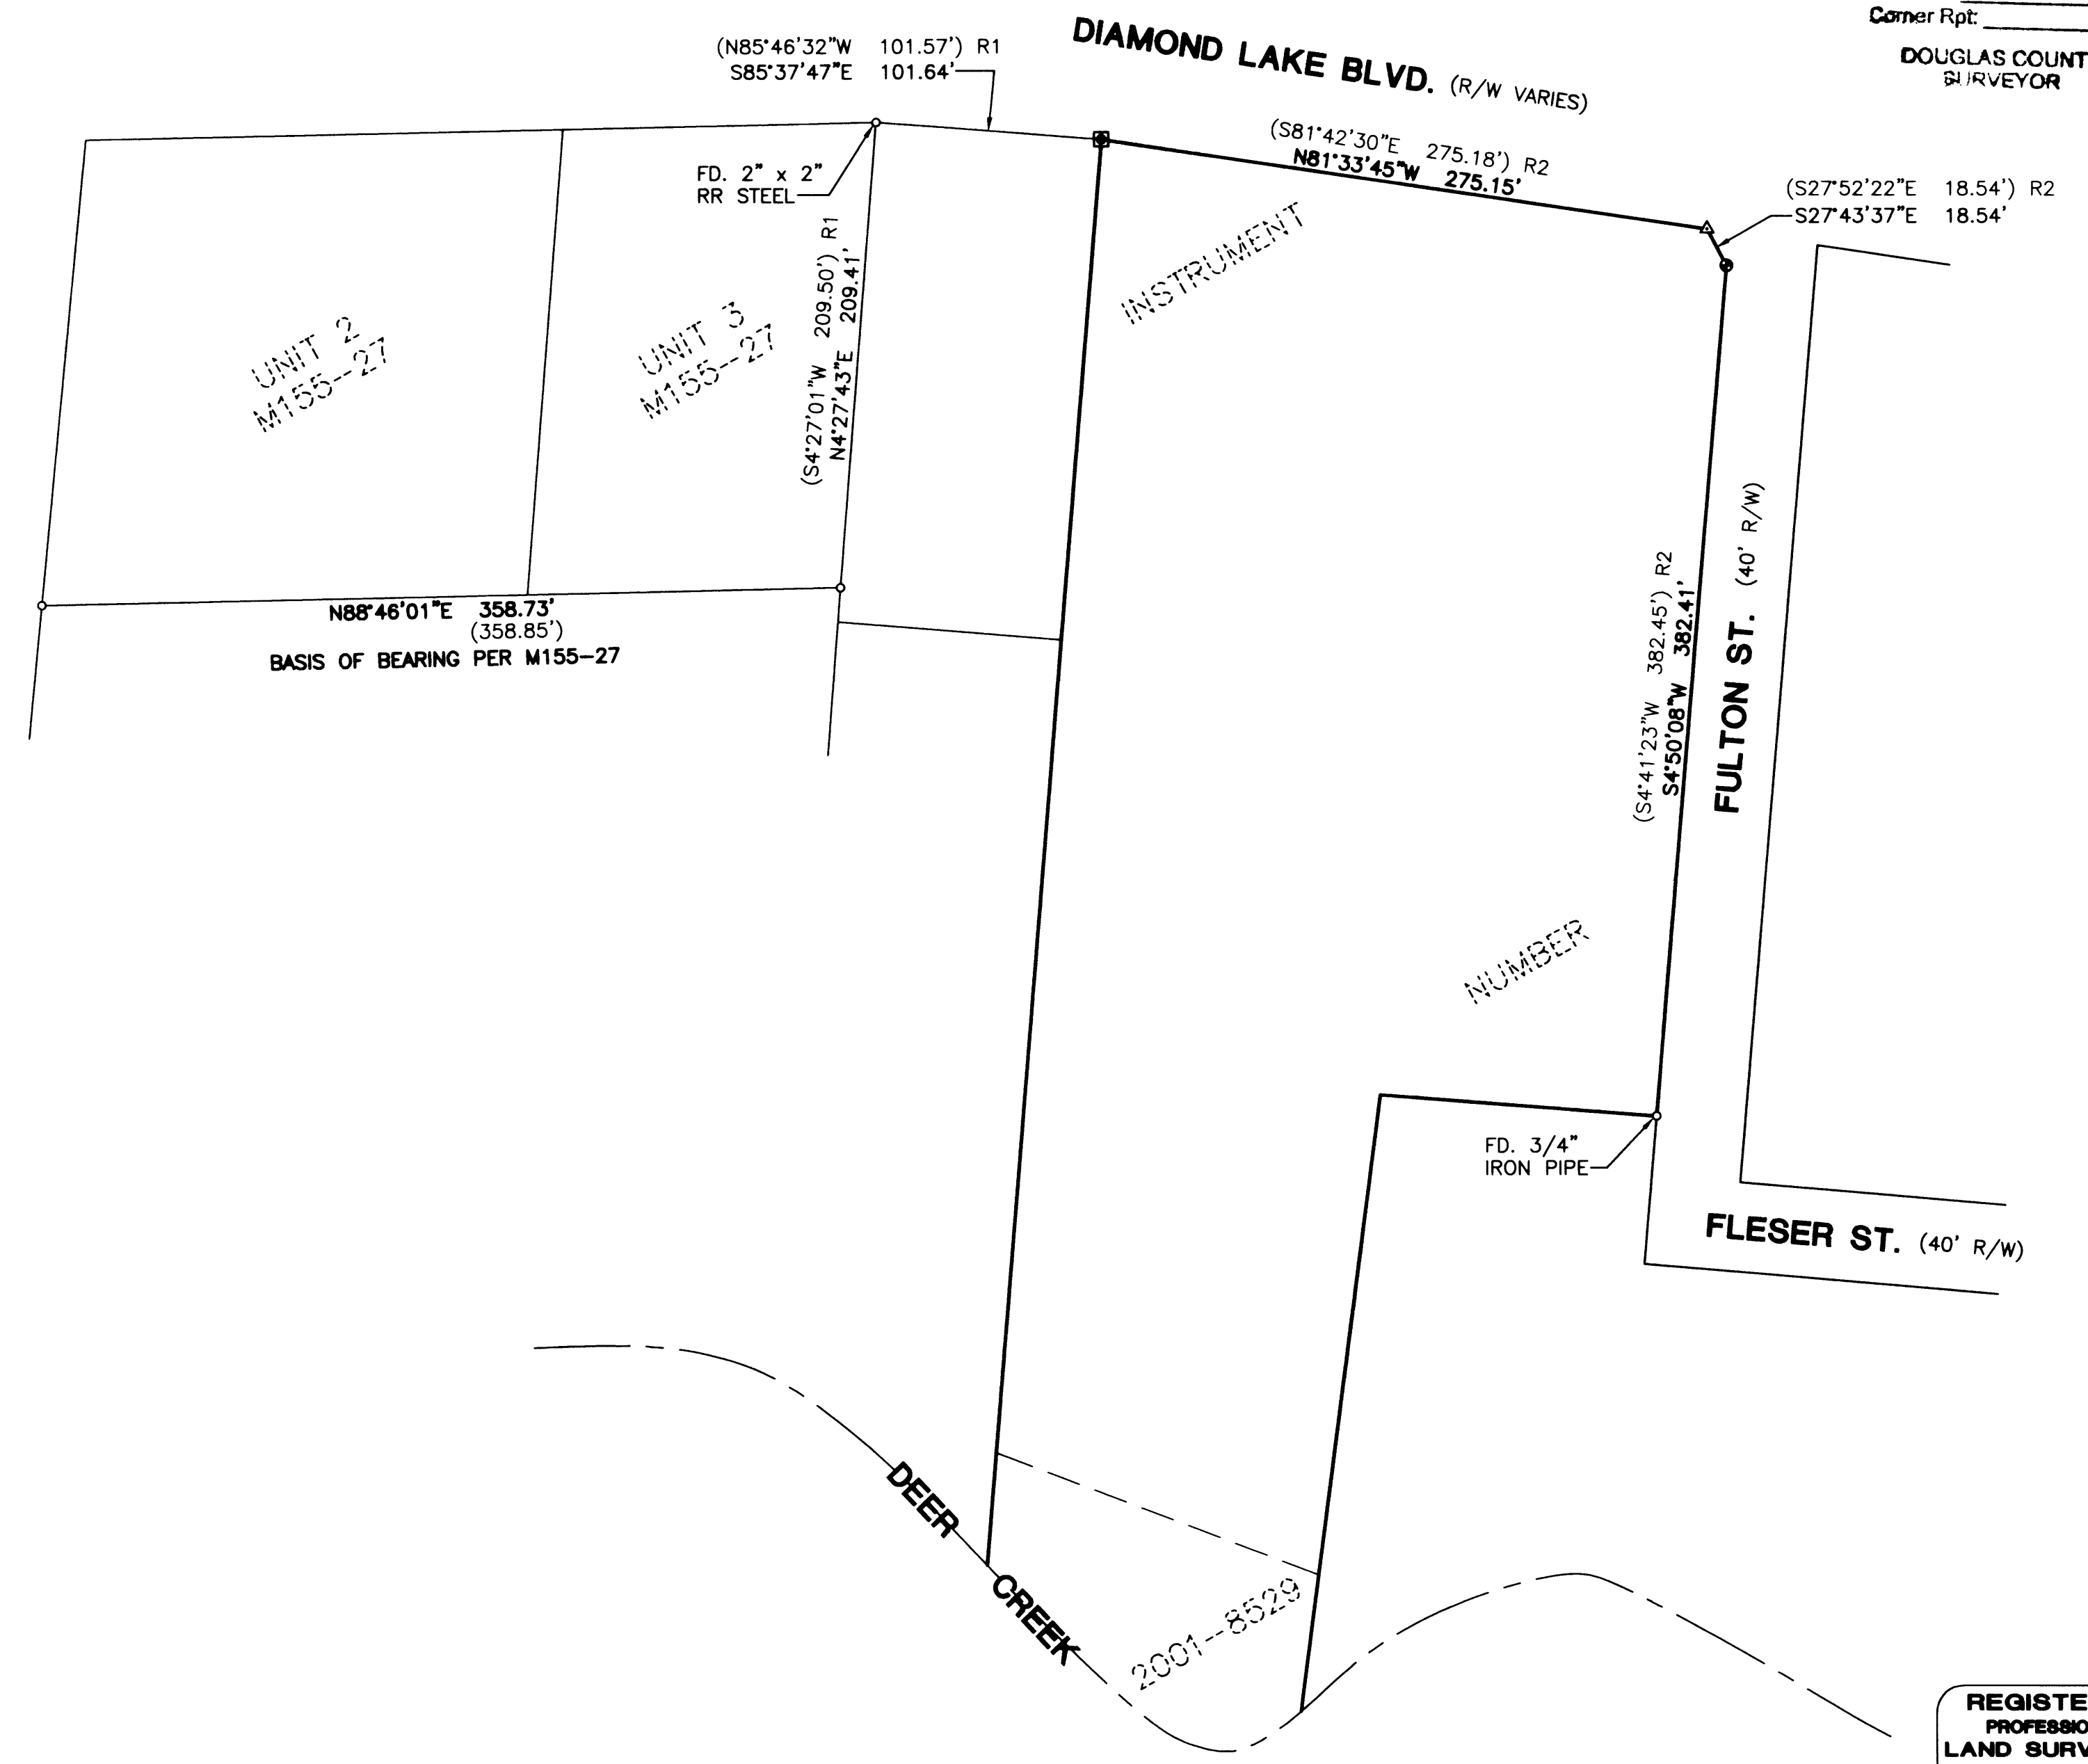 Corner Rpt:
DOUGLAS COUNT
SURVEYOR
(N85°46'32"W 101.57') R1
S85°37'47"E 101.64'
DIAMOND LAKE BLVD. (R/W VARIES)
(S81°42'30"E 275.18') R2
N81°33'45"W 275.15'
(S27°52'22"E 18.54') R2
S27°43'37"E 18.54'
FD. 2" x 2"
RR STEEL
(S4°27'01"W 209.50') R1
N4°27'43"E 209.41'
INSTRUMENT
UNIT 2
M155-27
UNIT 3
M155-27
N88°46'01"E 358.73'
(358.85')
BASIS OF BEARING PER M155-27
(S4°41'23"W 382.45') R2
S4°50'08"W 382.41'
FULTON ST. (40' R/W)
NUMBER
FD. 3/4"
IRON PIPE
FLESER ST. (40' R/W)
DEER
CREEK
2001-8529
REGISTE
PROFESSIO
LAND SURV